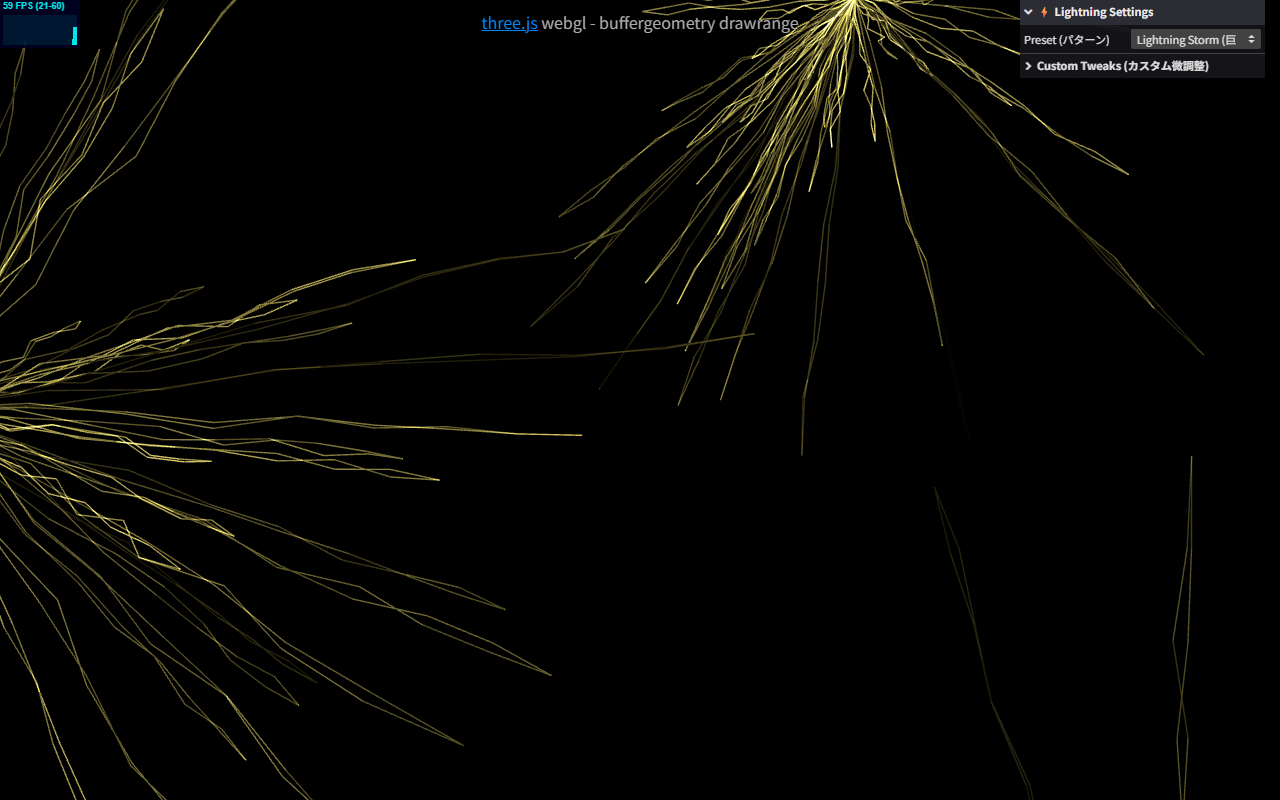 59 FPS (21-60)
three.js webgl - buffergeometry drawrange
Lightning Settings
Preset (パターン)
Lightning Storm (巨
Custom Tweaks (カスタム微調整)